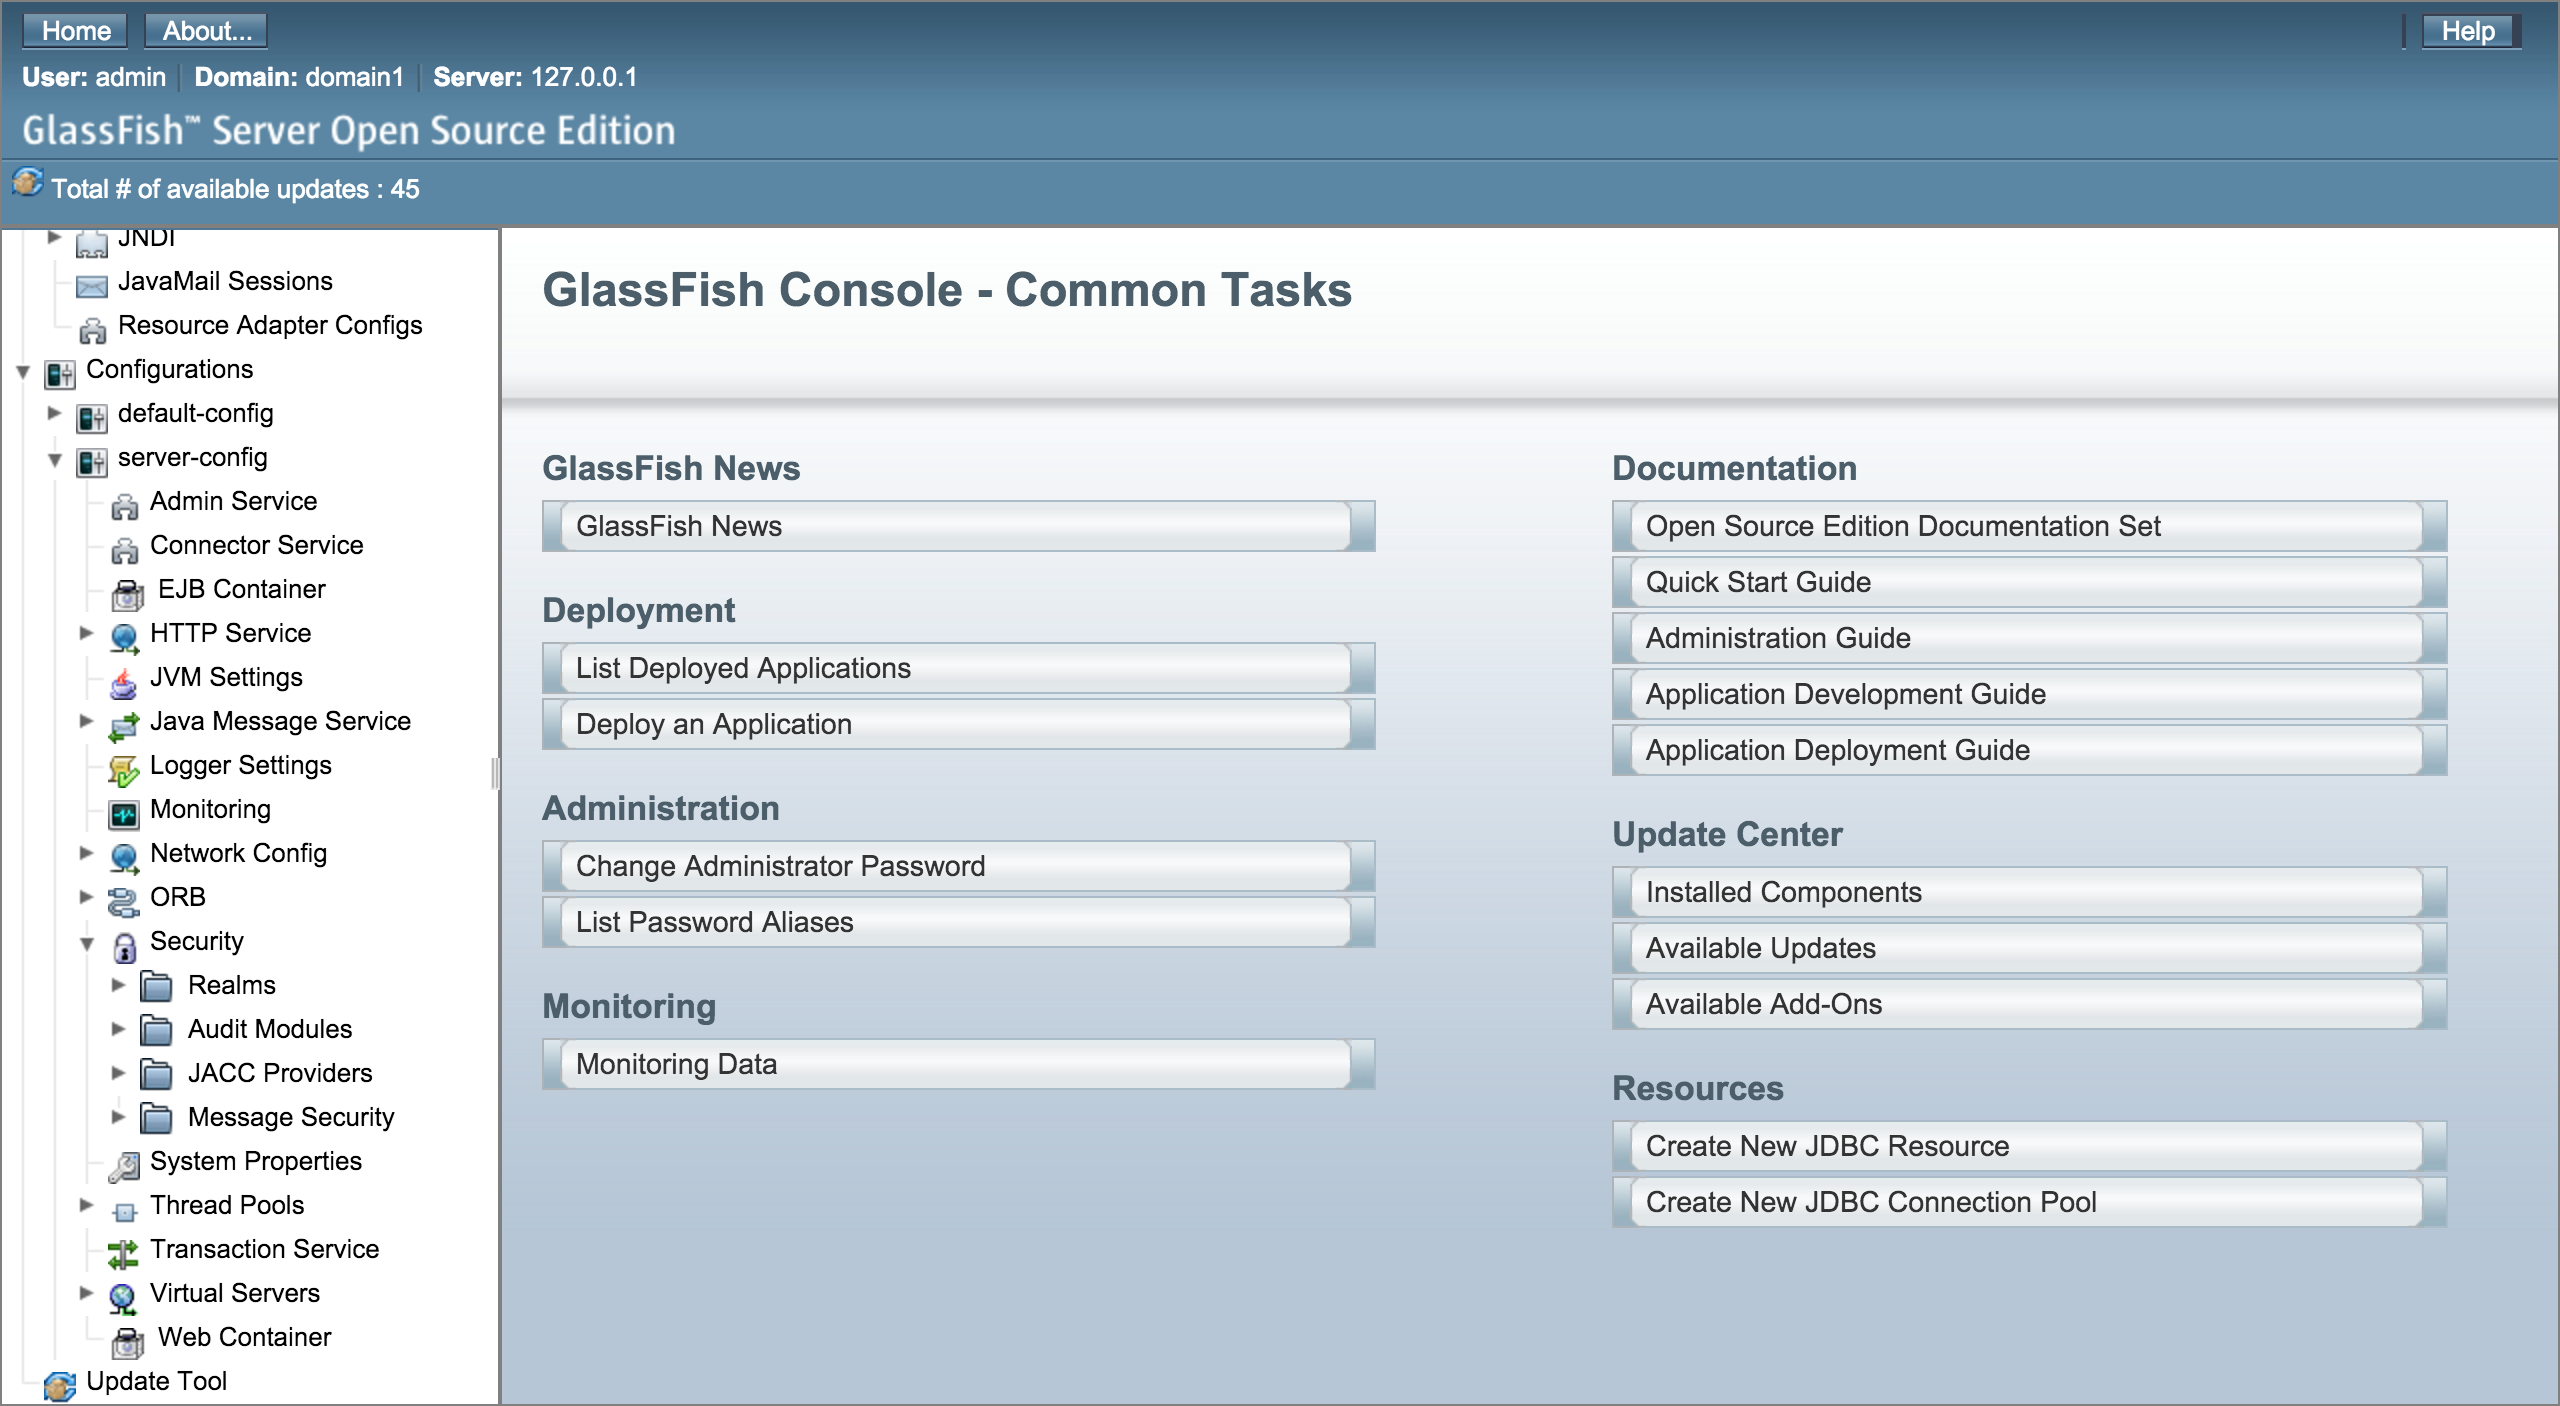 Home About... Help
User: admin Domain: domain1 Server: 127.0.0.1
GlassFish™ Server Open Source Edition
Total # of available updates : 45
JNDI
JavaMail Sessions
Resource Adapter Configs
Configurations
default-config
server-config
Admin Service
Connector Service
EJB Container
HTTP Service
JVM Settings
Java Message Service
Logger Settings
Monitoring
Network Config
ORB
Security
Realms
Audit Modules
JACC Providers
Message Security
System Properties
Thread Pools
Transaction Service
Virtual Servers
Web Container
Update Tool
GlassFish Console - Common Tasks
GlassFish News
GlassFish News
Deployment
List Deployed Applications
Deploy an Application
Administration
Change Administrator Password
List Password Aliases
Monitoring
Monitoring Data
Documentation
Open Source Edition Documentation Set
Quick Start Guide
Administration Guide
Application Development Guide
Application Deployment Guide
Update Center
Installed Components
Available Updates
Available Add-Ons
Resources
Create New JDBC Resource
Create New JDBC Connection Pool